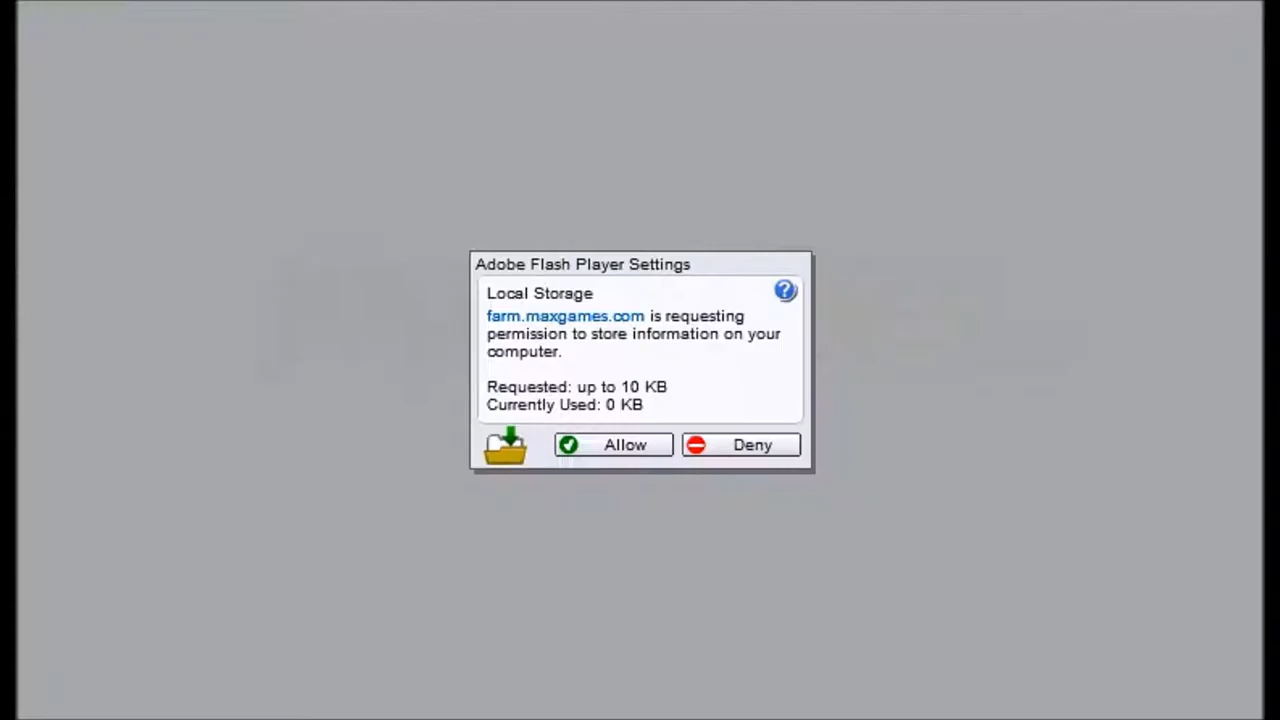 Adobe Flash Player Settings
Local Storage
farm.maxgames.com is requesting
permission to store information on your
computer.
Requested: up to 10 KB
Currently Used: 0 KB
Allow
Deny